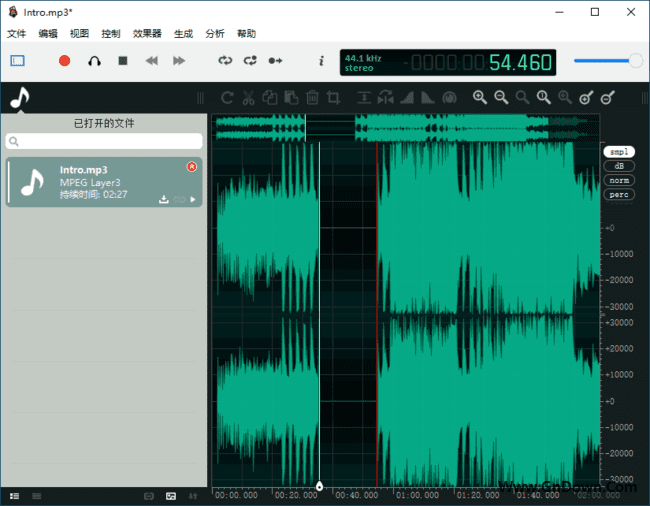 Intro.mp3*
文件 编辑 视图 控制 效果器 生成 分析 帮助
44.1 kHz
stereo
-0000:00:54.460
已打开的文件
Intro.mp3
MPEG Layer3
持续时间: 02:27
smpl
dB
norm
perc
+0
-10000
-20000
-30000
+30000
+20000
+10000
+0
-10000
-20000
-30000
www.GnDown.Com
00:00.000 00:20.000 00:40.000 01:00.000 01:20.000 01:40.000 02:00.000